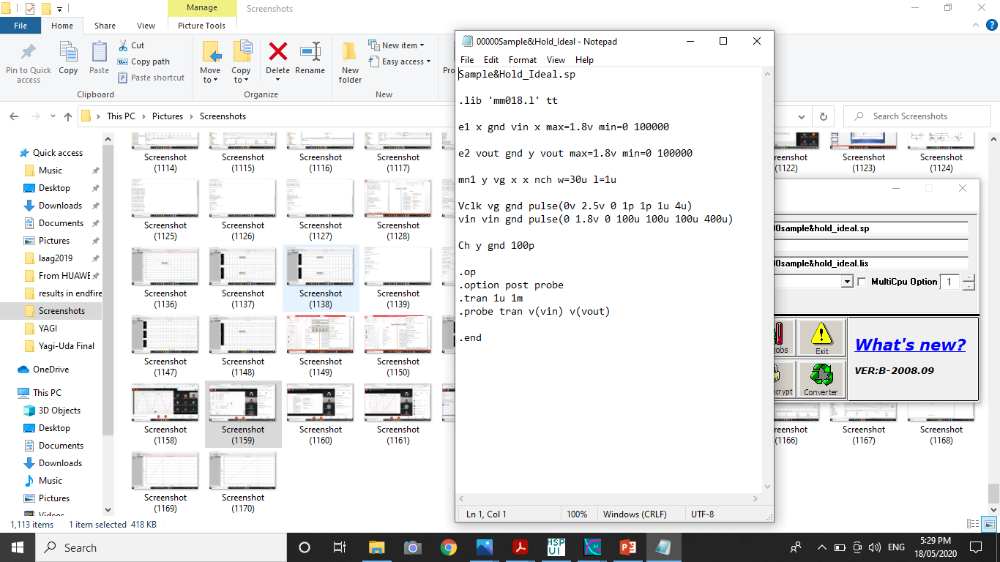 Manage
Screenshots
File
Home
Share
View
Picture Tools
Pin to Quick access
Copy
Paste
Cut
Copy path
Paste shortcut
Clipboard
Move to
Copy to
Delete
Rename
Organize
New folder
New item
Easy access
New
This PC
Pictures
Screenshots
Search Screenshots
Quick access
Music
Desktop
Downloads
Documents
Pictures
laag2019
From HUAWE
results in endfire
Screenshots
YAGI
Yagi-Uda Final
OneDrive
This PC
3D Objects
Desktop
Documents
Downloads
Music
Pictures
Videos
Screenshot (1114)
Screenshot (1115)
Screenshot (1116)
Screenshot (1117)
Screenshot (1122)
Screenshot (1123)
Screenshot (1124)
Screenshot (1125)
Screenshot (1126)
Screenshot (1127)
Screenshot (1128)
Screenshot (1136)
Screenshot (1137)
Screenshot (1138)
Screenshot (1139)
Screenshot (1147)
Screenshot (1148)
Screenshot (1149)
Screenshot (1150)
Screenshot (1158)
Screenshot (1159)
Screenshot (1160)
Screenshot (1161)
Screenshot (1166)
Screenshot (1167)
Screenshot (1168)
Screenshot (1169)
Screenshot (1170)
1,113 items
1 item selected 418 KB
00000Sample&Hold_Ideal - Notepad
File Edit Format View Help
Sample&Hold_Ideal.sp
.lib 'mm018.l' tt
e1 x gnd vin x max=1.8v min=0 100000
e2 vout gnd y vout max=1.8v min=0 100000
mn1 y vg x x nch w=30u l=1u
Vclk vg gnd pulse(0v 2.5v 0 1p 1p 1u 4u)
vin vin gnd pulse(0 1.8v 0 100u 100u 100u 400u)
Ch y gnd 100p
.op
.option post probe
.tran 1u 1m
.probe tran v(vin) v(vout)
.end
Ln 1, Col 1
100%
Windows (CRLF)
UTF-8
00sample&hold_ideal.sp
00sample&hold_ideal.lis
MultiCpu Option
1
jobs
Exit
Converter
What's new?
VER:B-2008.09
Search
HSP UI
ENG
5:29 PM
18/05/2020